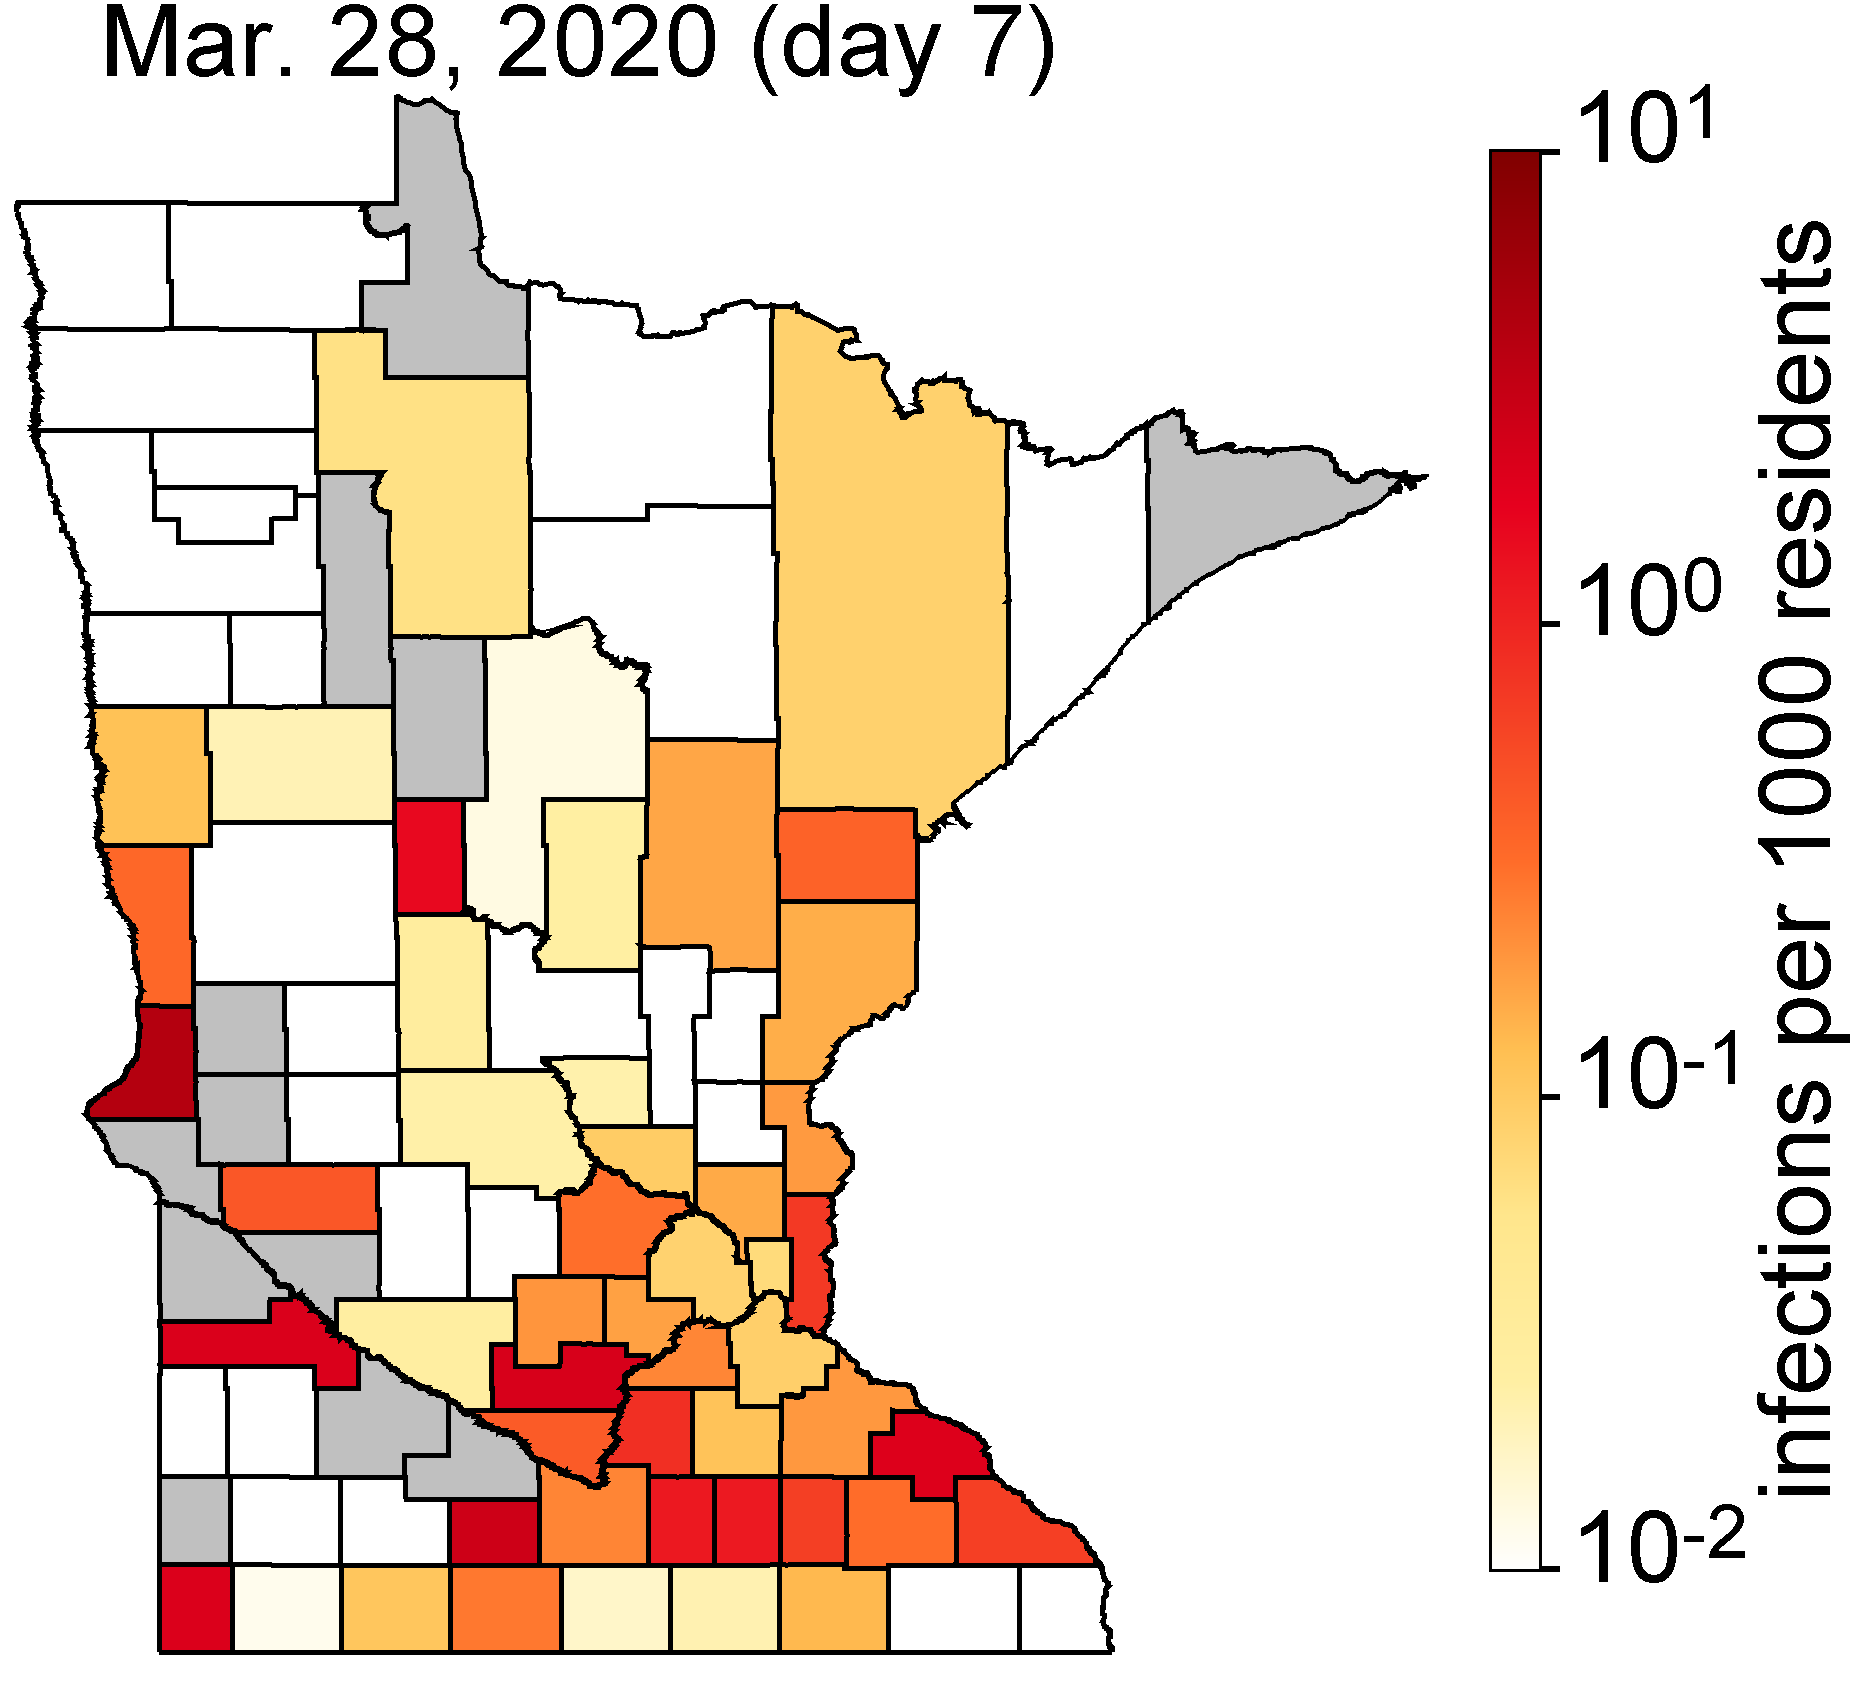 Mar. 28, 2020 (day 7)
10¹
10⁰
10⁻¹
10⁻²
infections per 1000 residents